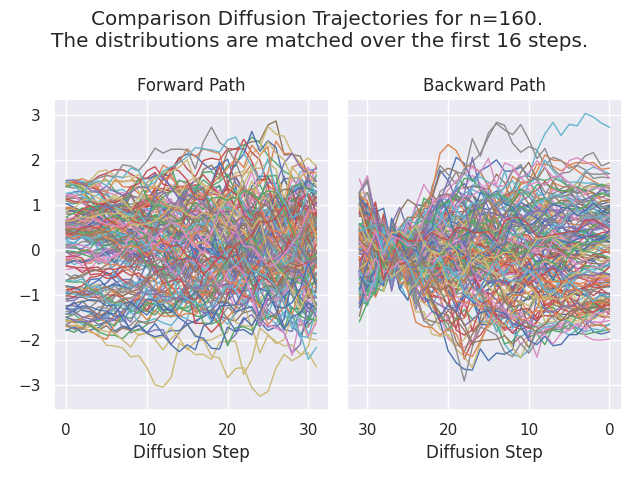 Comparison Diffusion Trajectories for n=160.
The distributions are matched over the first 16 steps.
Forward Path
Backward Path
3
2
1
0
−1
−2
−3
0 10 20 30
30 20 10 0
Diffusion Step
Diffusion Step